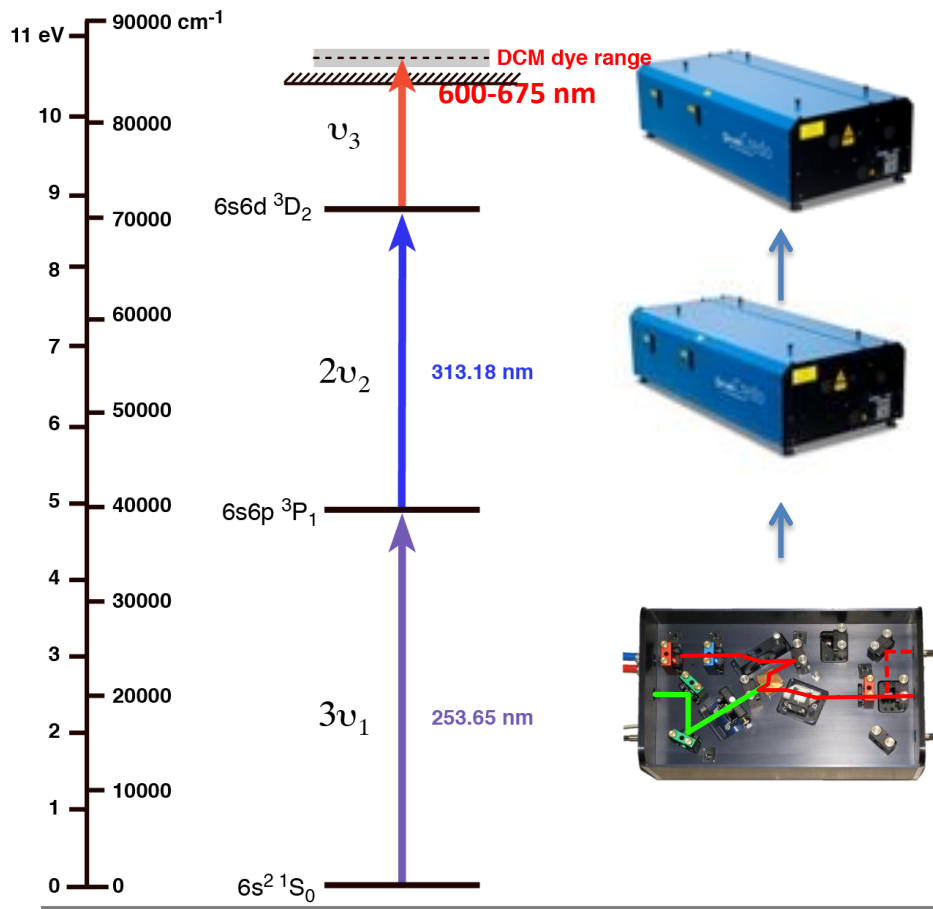 11 eV
90000 cm⁻¹
10
80000
9
70000
8
60000
7
50000
6
5
40000
4
30000
3
20000
2
10000
1
0
0
DCM dye range
600-675 nm
υ₃
6s6d ³D₂
2υ₂
313.18 nm
6s6p ³P₁
3υ₁
253.65 nm
6s² ¹S₀